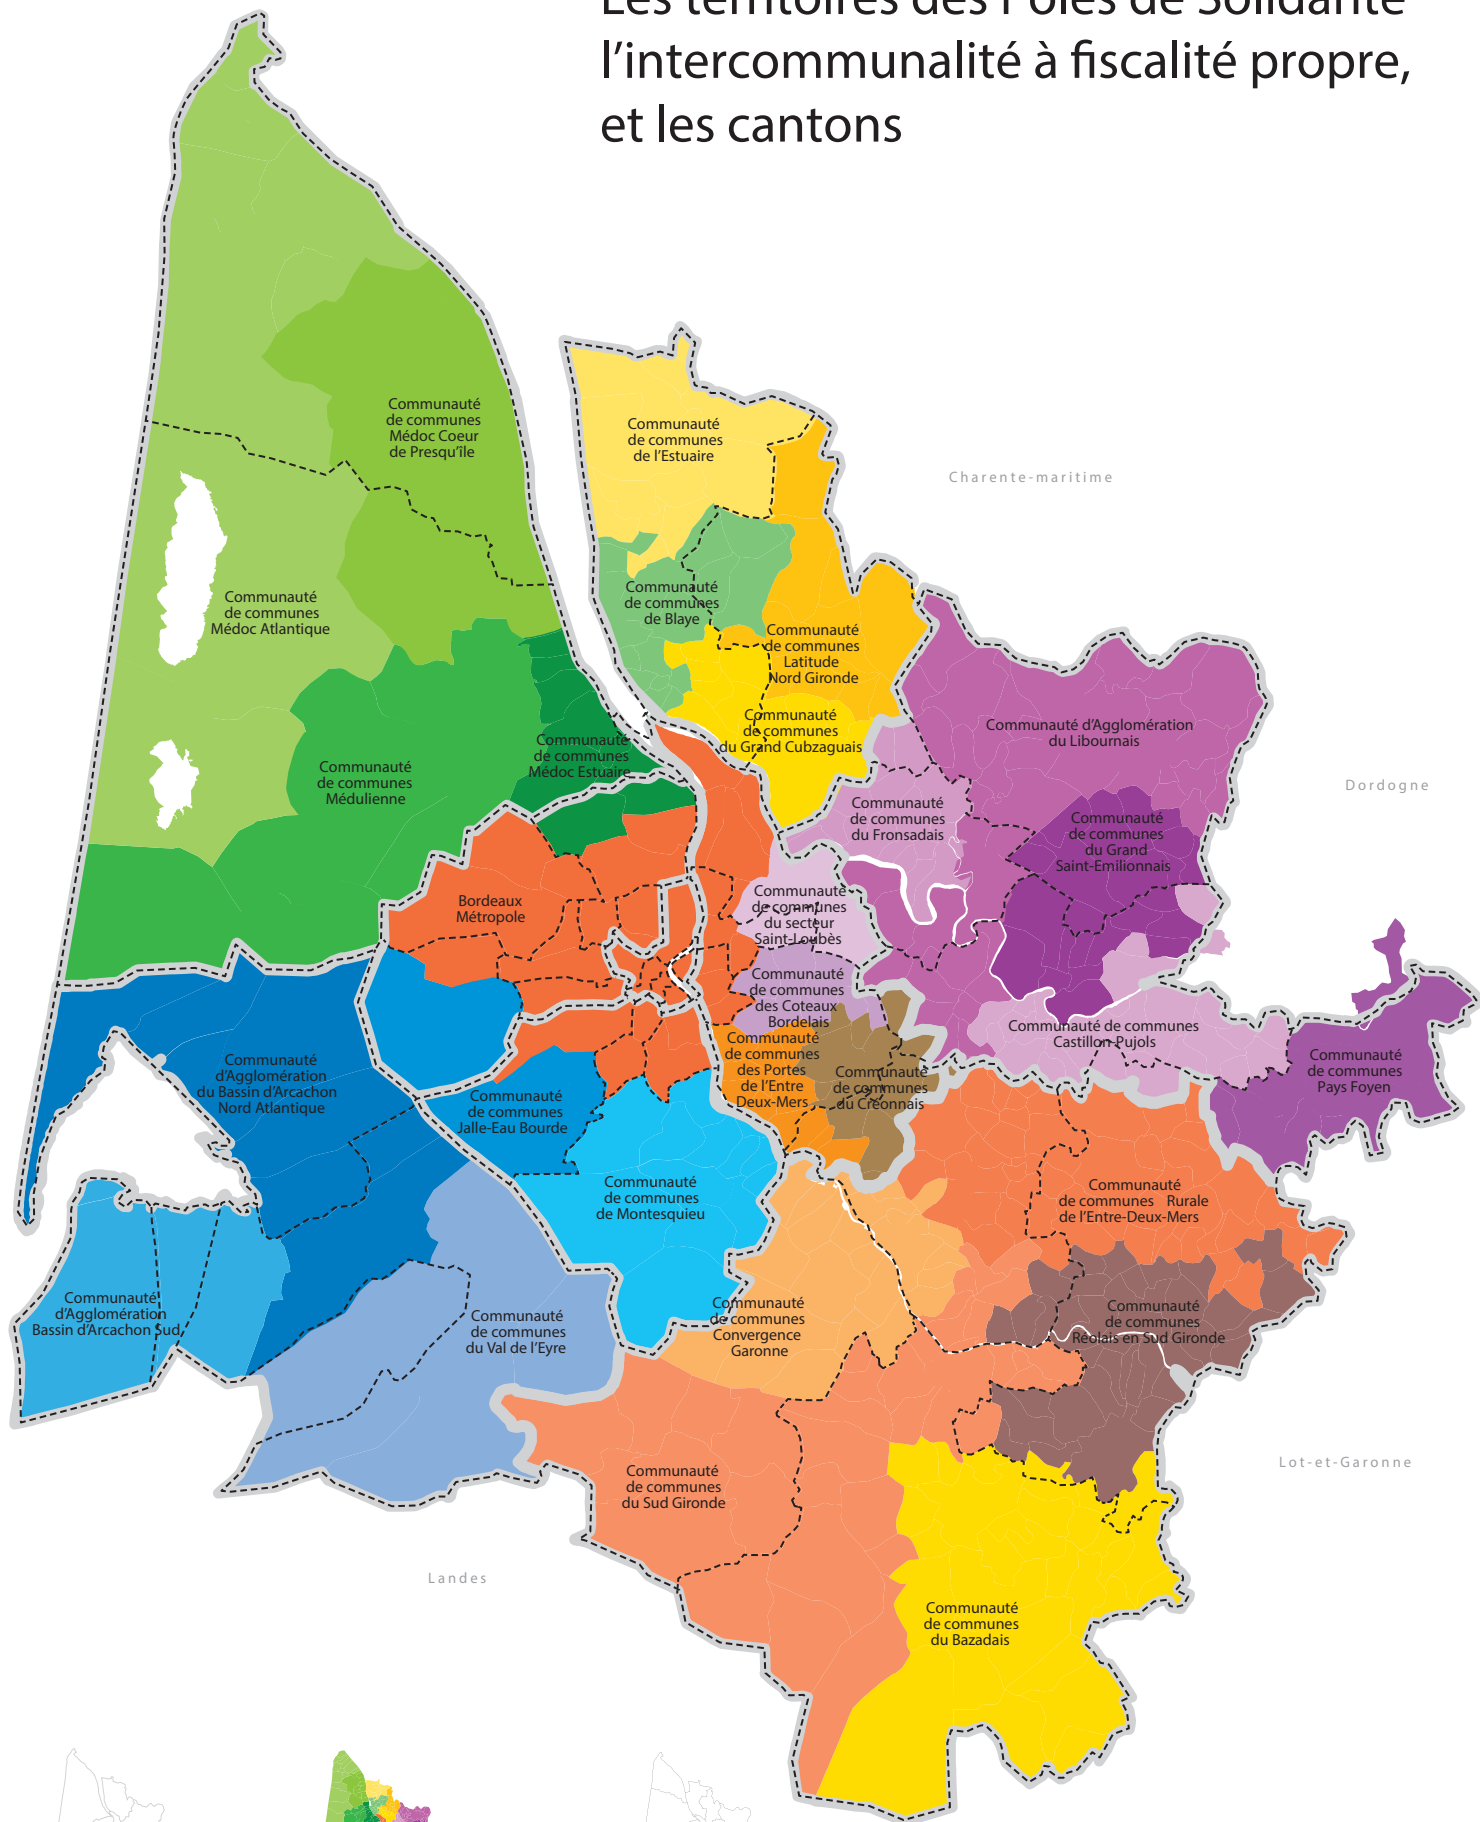 Les territoires des Pôles de Solidarité
l'intercommunalité à fiscalité propre,
et les cantons
Communauté
de communes
Médoc Coeur
de Presqu'île
Communauté
de communes
de l'Estuaire
Charente-maritime
Communauté
de communes
Médoc Atlantique
Communauté
de communes
de Blaye
Communauté
de communes
Latitude
Nord Gironde
Communauté
de communes
du Grand Cubzaguais
Communauté d'Agglomération
du Libournais
Communauté
de communes
Médoc Estuaire
Communauté
de communes
Médulienne
Dordogne
Communauté
de communes
du Fronsadais
Communauté
de communes
du Grand
Saint-Emilionnais
Bordeaux
Métropole
Communauté
de communes
du secteur
Saint-Loubès
Communauté
de communes
des Coteaux
Bordelais
Communauté de communes
Castillon Pujols
Communauté
de communes
des Portes
de l'Entre
Deux-Mers
Communauté
de communes
du Créonnais
Communauté
de communes
Pays Foyen
Communauté
d'Agglomération
du Bassin d'Arcachon
Nord Atlantique
Communauté
de communes
Jalle-Eau Bourde
Communauté
de communes
de Montesquieu
Communauté
de communes Rurale
de l'Entre-Deux-Mers
Communauté
d'Agglomération
Bassin d'Arcachon Sud
Communauté
de communes
du Val de l'Eyre
Communauté
de communes
Convergence
Garonne
Communauté
de communes
Réolais en Sud Gironde
Communauté
de communes
du Sud Gironde
Lot-et-Garonne
Landes
Communauté
de communes
du Bazadais